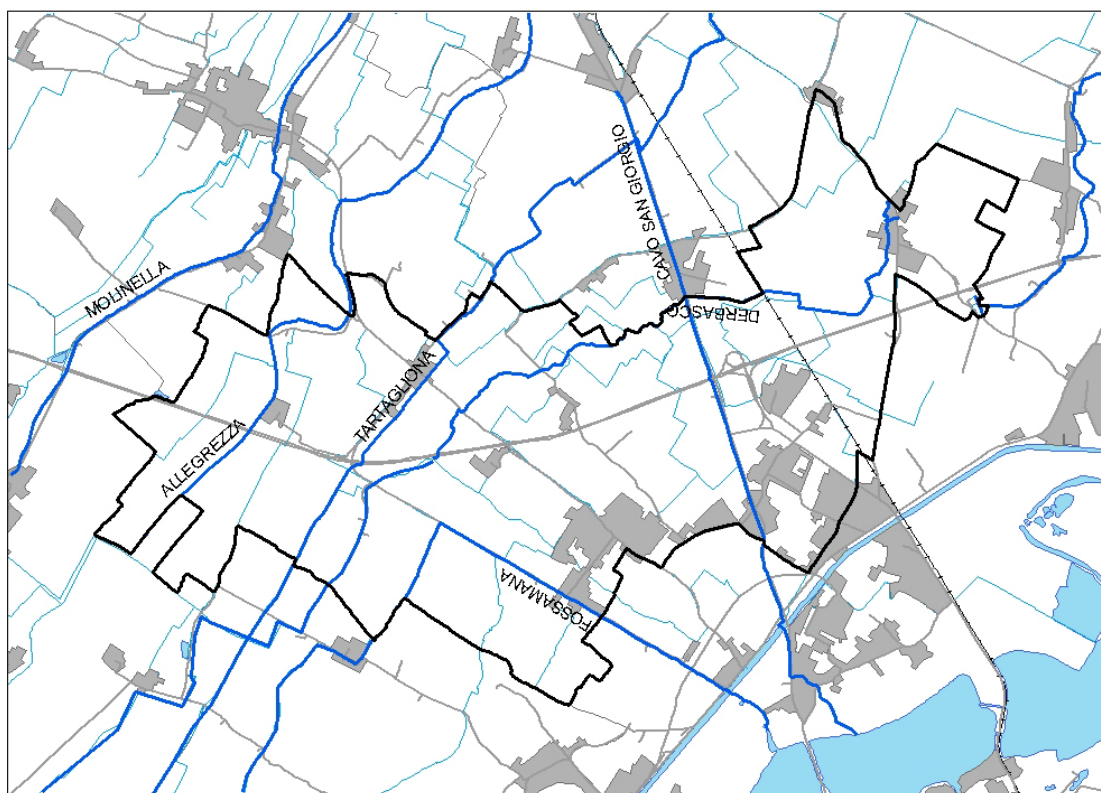 CAVO SAN GIORGIO
MOLINELLA
DERBASCO
TARTAGLIONA
ALLEGREZZA
FOSSAMANA